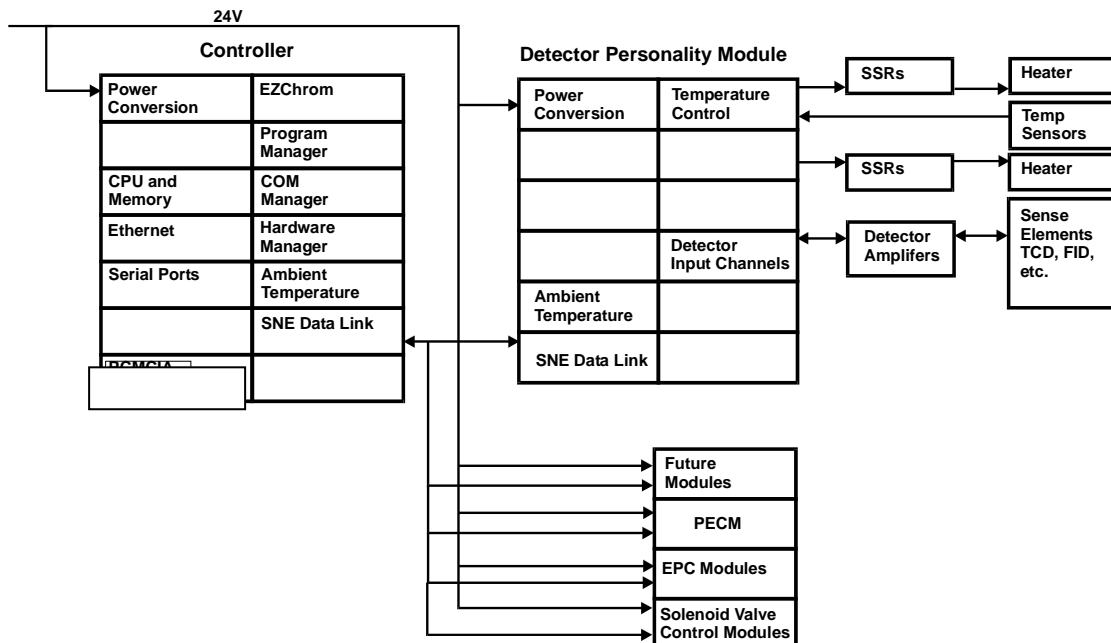 24V
Controller
Power
Conversion
EZChrom
Program
Manager
CPU and
Memory
COM
Manager
Ethernet
Hardware
Manager
Serial Ports
Ambient
Temperature
SNE Data Link
Detector Personality Module
Power
Conversion
Temperature
Control
Detector
Input Channels
Ambient
Temperature
SNE Data Link
SSRs
Heater
Temp
Sensors
SSRs
Heater
Detector
Amplifers
Sense
Elements
TCD, FID,
etc.
Future
Modules
PECM
EPC Modules
Solenoid Valve
Control Modules